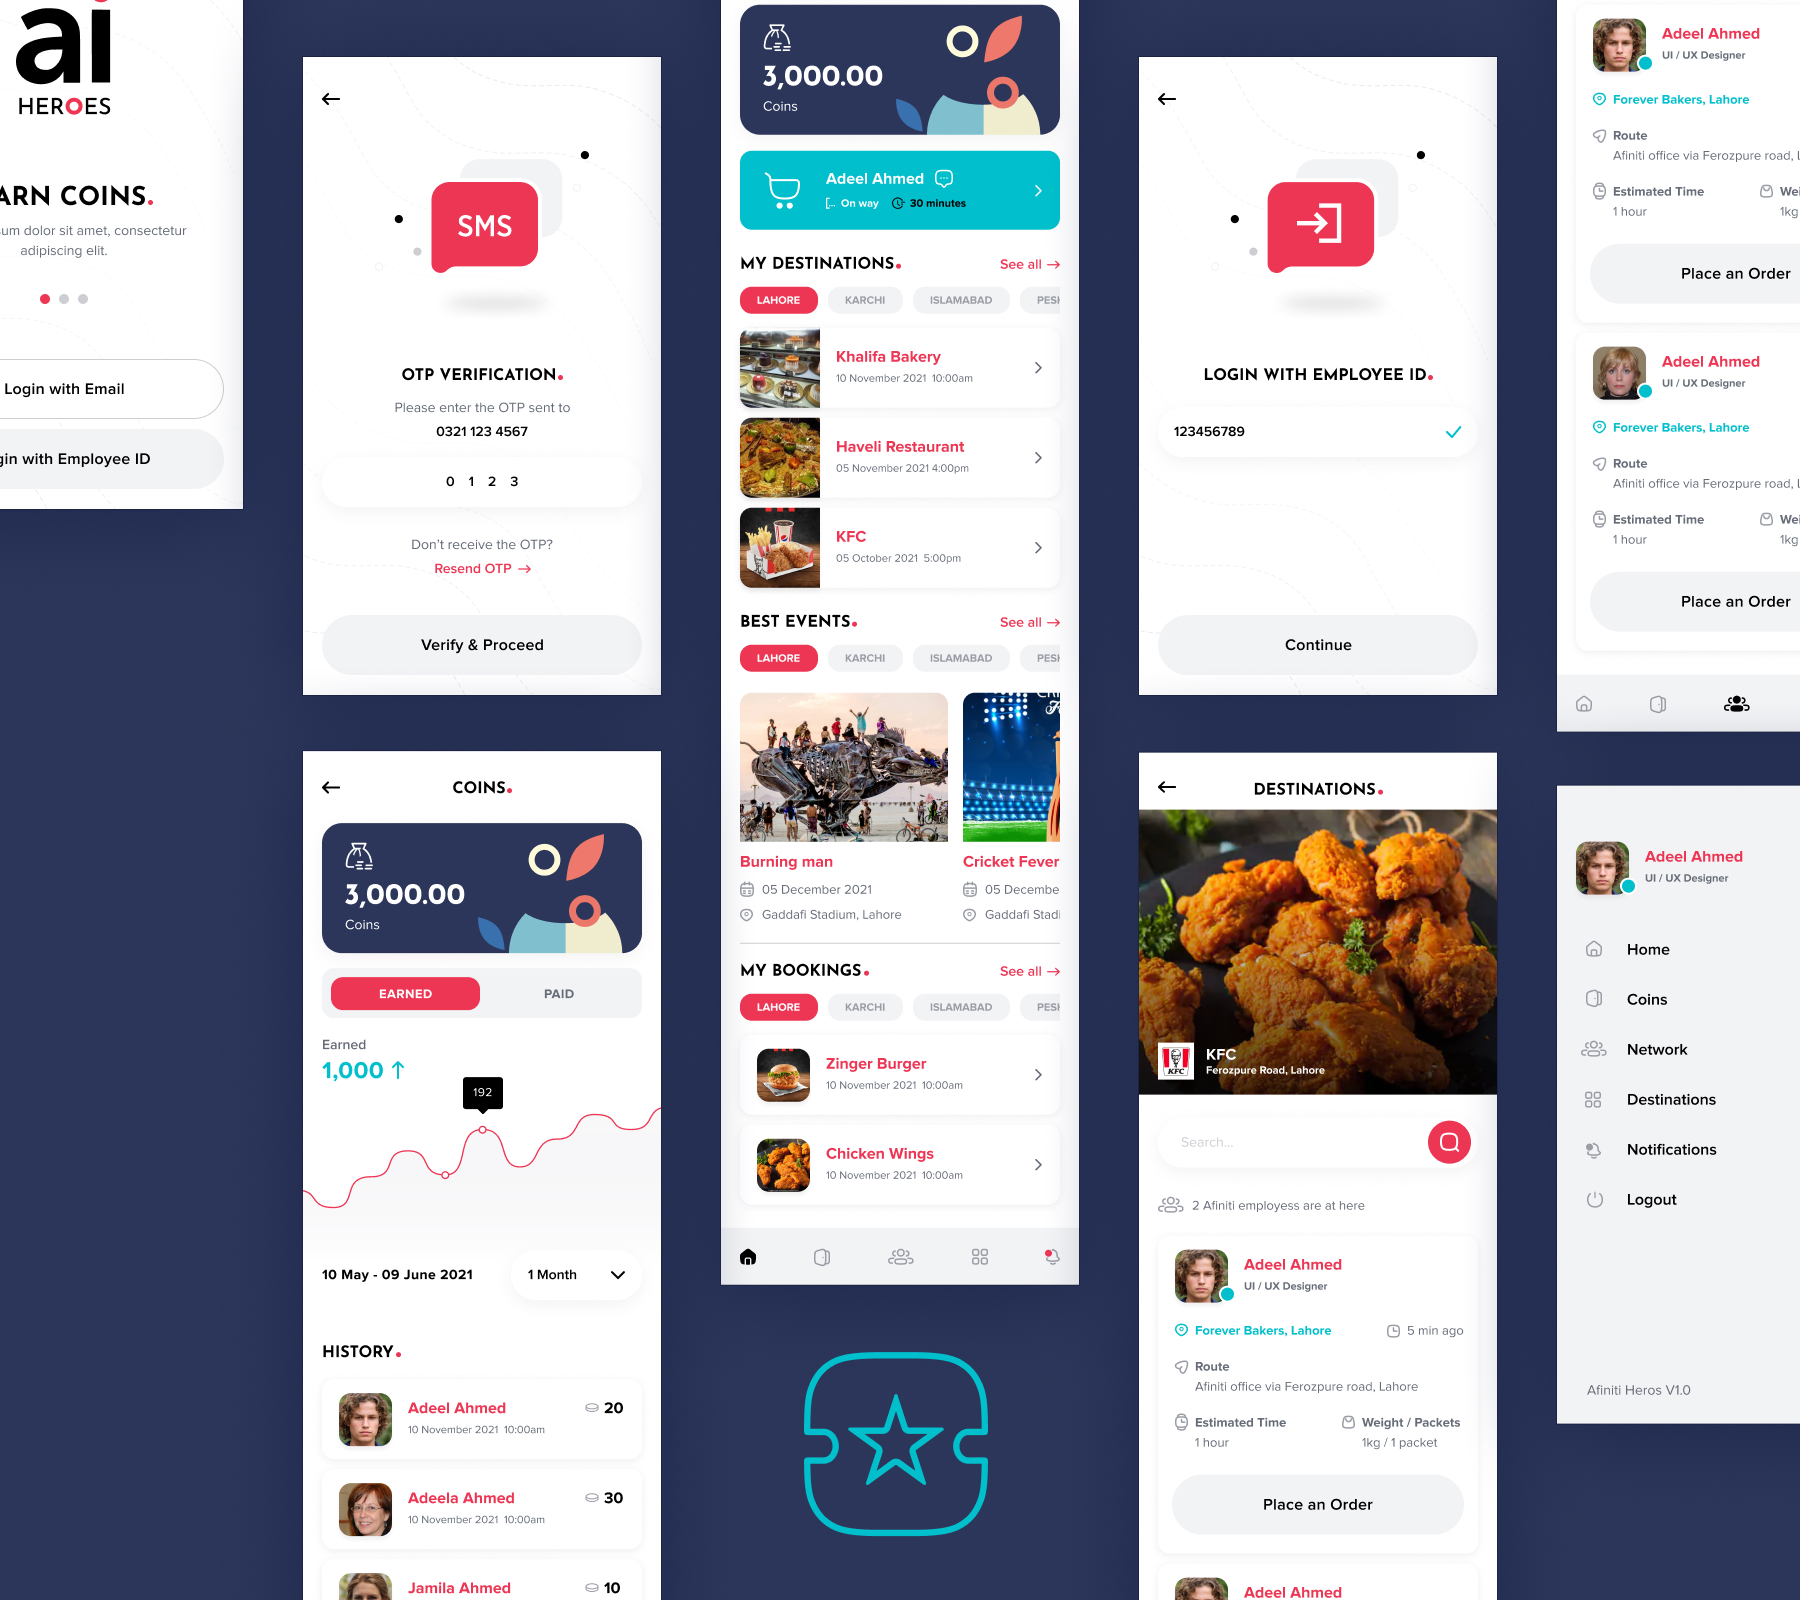 ai
HEROES
ARN COINS.
sum dolor sit amet, consectetur
adipiscing elit.
Login with Email
gin with Employee ID
SMS
OTP VERIFICATION.
Please enter the OTP sent to
0321 123 4567
0 1 2 3
Don't receive the OTP?
Resend OTP →
Verify & Proceed
COINS.
3,000.00
Coins
EARNED
PAID
Earned
1,000 ↑
192
10 May - 09 June 2021
1 Month
HISTORY.
Adeel Ahmed
20
10 November 2021 10:00am
Adeela Ahmed
30
10 November 2021 10:00am
Jamila Ahmed
10
3,000.00
Coins
Adeel Ahmed
On way
30 minutes
MY DESTINATIONS.
See all →
LAHORE
KARCHI
ISLAMABAD
PESH
Khalifa Bakery
10 November 2021 10:00am
Haveli Restaurant
05 November 2021 4:00pm
KFC
05 October 2021 5:00pm
BEST EVENTS.
See all →
LAHORE
KARCHI
ISLAMABAD
PESH
Burning man
05 December 2021
Gaddafi Stadium, Lahore
Cricket Fever
05 Decembe
Gaddafi Stadi
MY BOOKINGS.
See all →
LAHORE
KARCHI
ISLAMABAD
PESH
Zinger Burger
10 November 2021 10:00am
Chicken Wings
10 November 2021 10:00am
LOGIN WITH EMPLOYEE ID.
123456789
Continue
DESTINATIONS.
KFC
KFC
Ferozpure Road, Lahore
Search...
2 Afiniti employess are at here
Adeel Ahmed
UI / UX Designer
Forever Bakers, Lahore
5 min ago
Route
Afiniti office via Ferozpure road, Lahore
Estimated Time
1 hour
Weight / Packets
1kg / 1 packet
Place an Order
Adeel Ahmed
Adeel Ahmed
UI / UX Designer
Forever Bakers, Lahore
Route
Afiniti office via Ferozpure road, L
Estimated Time
1 hour
Wei
1kg
Place an Order
Adeel Ahmed
UI / UX Designer
Forever Bakers, Lahore
Route
Afiniti office via Ferozpure road, L
Estimated Time
1 hour
Wei
1kg
Place an Order
Adeel Ahmed
UI / UX Designer
Home
Coins
Network
Destinations
Notifications
Logout
Afiniti Heros V1.0